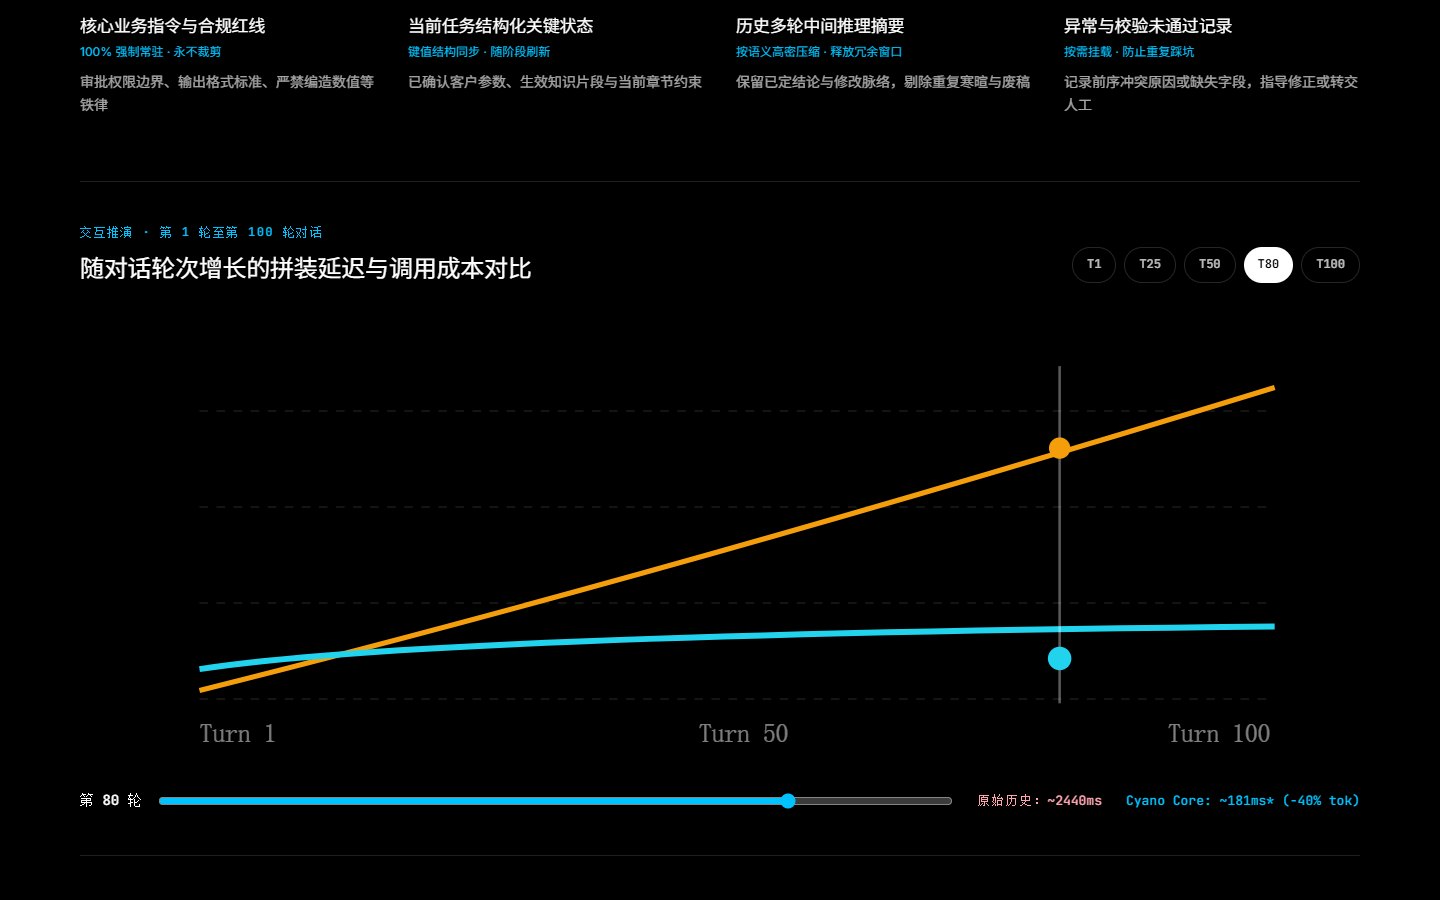 核心业务指令与合规红线
100% 强制常驻 · 永不裁剪
审批权限边界、输出格式标准、严禁编造数值等
铁律
当前任务结构化关键状态
键值结构同步 · 随阶段刷新
已确认客户参数、生效知识片段与当前章节约束
历史多轮中间推理摘要
按语义高密压缩 · 释放冗余窗口
保留已定结论与修改脉络，剔除重复寒暄与废稿
异常与校验未通过记录
按需挂载 · 防止重复踩坑
记录前序冲突原因或缺失字段，指导修正或转交
人工
交互推演 · 第 1 轮至第 100 轮对话
随对话轮次增长的拼装延迟与调用成本对比
T1
T25
T50
T80
T100
Turn 1
Turn 50
Turn 100
第 80 轮
原始历史: ~2440ms
Cyano Core: ~181ms* (-40% tok)